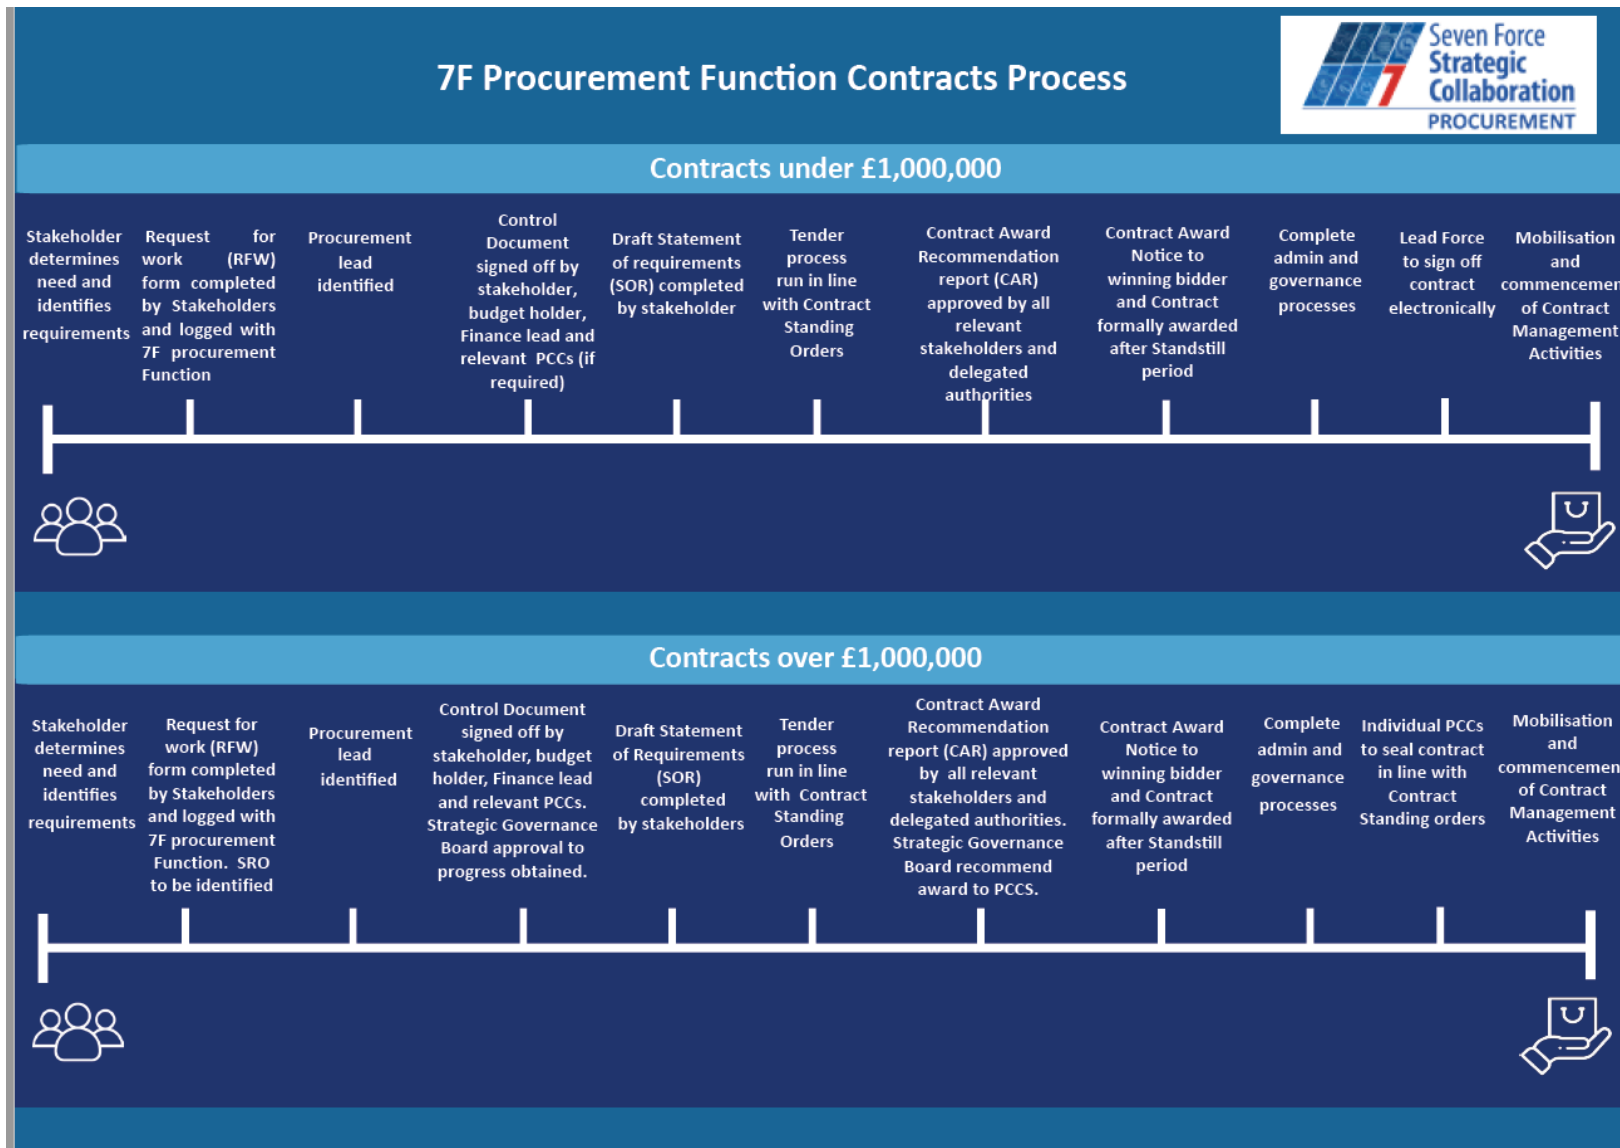 7F Procurement Function Contracts Process
Seven Force
Strategic
Collaboration
PROCUREMENT
7
Contracts under £1,000,000
Stakeholder
determines
need and
identifies
requirements
Request for
work (RFW)
form completed
by Stakeholders
and logged with
7F procurement
Function
Procurement
lead
identified
Control
Document
signed off by
stakeholder,
budget holder,
Finance lead and
relevant PCCs (if
required)
Draft Statement
of requirements
(SOR) completed
by stakeholder
Tender
process
run in line
with Contract
Standing
Orders
Contract Award
Recommendation
report (CAR)
approved by all
relevant
stakeholders and
delegated
authorities
Contract Award
Notice to
winning bidder
and Contract
formally awarded
after Standstill
period
Complete
admin and
governance
processes
Lead Force
to sign off
contract
electronically
Mobilisation
and
commencemen
of Contract
Management
Activities
Contracts over £1,000,000
Stakeholder
determines
need and
identifies
requirements
Request for
work (RFW)
form completed
by Stakeholders
and logged with
7F procurement
Function. SRO
to be identified
Procurement
lead
identified
Control Document
signed off by
stakeholder, budget
holder, Finance lead
and relevant PCCs.
Strategic Governance
Board approval to
progress obtained.
Draft Statement
of Requirements
(SOR)
completed
by stakeholders
Tender
process
run in line
with Contract
Standing
Orders
Contract Award
Recommendation
report (CAR) approved
by all relevant
stakeholders and
delegated authorities.
Strategic Governance
Board recommend
award to PCCS.
Contract Award
Notice to
winning bidder
and Contract
formally awarded
after Standstill
period
Complete
admin and
governance
processes
Individual PCCs
to seal contract
in line with
Contract
Standing orders
Mobilisation
and
commencemen
of Contract
Management
Activities